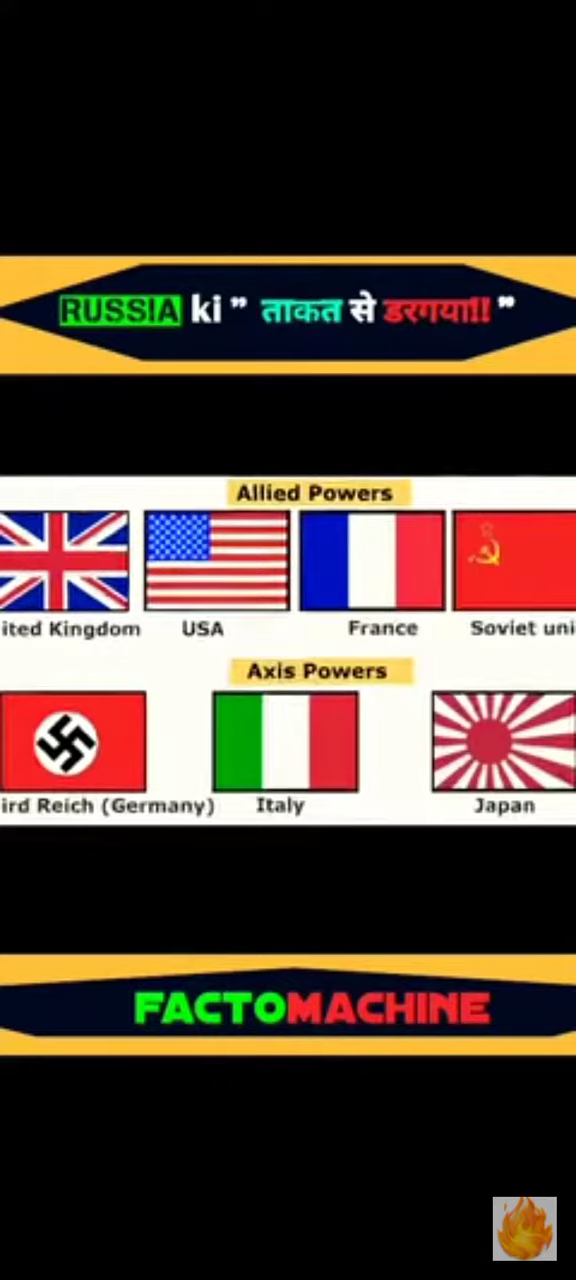 RUSSIA ki ” ताकत से डरगया!! ”
Allied Powers
ited Kingdom USA France Soviet uni
Axis Powers
ird Reich (Germany) Italy Japan
FACTOMACHINE